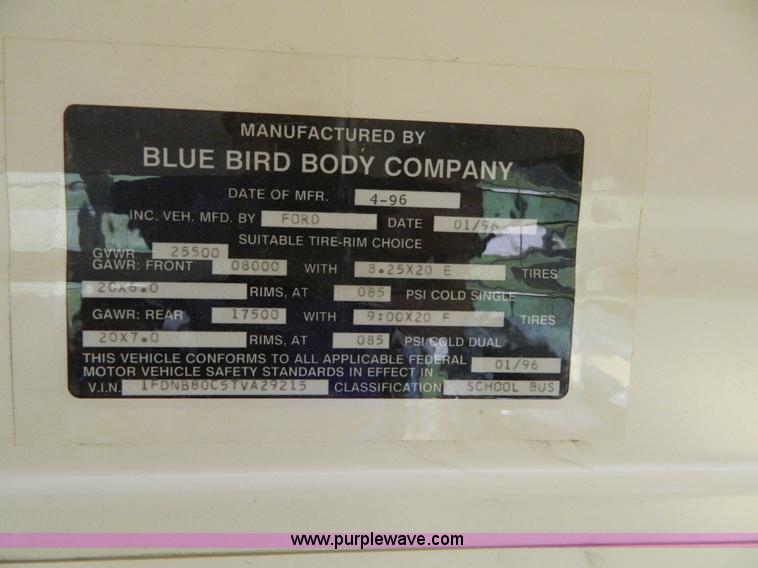 MANUFACTURED BY
BLUE BIRD BODY COMPANY
DATE OF MFR. 4-96
INC. VEH. MFD. BY FORD DATE 01/96
SUITABLE TIRE-RIM CHOICE
GVWR 25500
GAWR: FRONT 08000 WITH 8.25X20 E TIRES
20X6.0 RIMS, AT 085 PSI COLD SINGLE
GAWR: REAR 17500 WITH 9:00X20 F TIRES
20X7.0 RIMS, AT 085 PSI COLD DUAL
THIS VEHICLE CONFORMS TO ALL APPLICABLE FEDERAL
MOTOR VEHICLE SAFETY STANDARDS IN EFFECT IN 01/96
V.I.N. 1FDNB80C5TVA29215 CLASSIFICATION SCHOOL BUS
www.purplewave.com